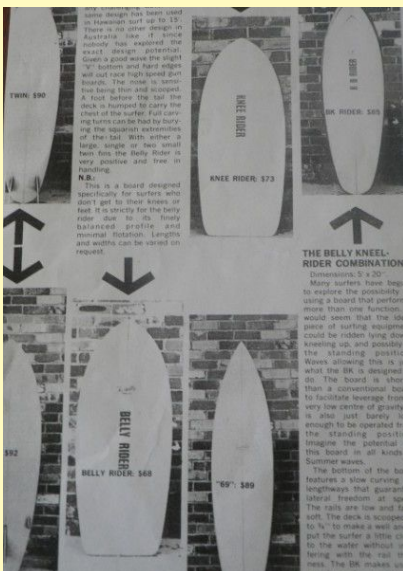 same design has been used
in Hawaiian surf up to 15'.
There is no other design in
Australia like it since
nobody has explored the
exact design potential.
Given a good wave the slight
"V" bottom and hard edges
will out race high speed gun
boards. The nose is sensi-
tive being thin and scooped.
A foot before the tail the
deck is humped to carry the
chest of the surfer. Full carv-
ing turns can be had by bury-
ing the squarish extremities
of the tail. With either a
large, single or two small
twin fins the Belly Rider is
very positive and free in
handling.
N.B.:
This is a board designed
specifically for surfers who
don't get to their knees or
feet. It is strictly for the belly
rider due to its finely
balanced profile and
minimal flotation. Lengths
and widths can be varied on
request.
TWIN: $90
KNEE RIDER
KNEE RIDER: $73
BK RIDER: $85
THE BELLY KNEEL-
RIDER COMBINATION
Dimensions: 5' x 20".
Many surfers have beg
to explore the possibility
using a board that perform
more than one function.
would seem that the ide
piece of surfing equipme
could be ridden lying down
kneeling up, and possibly
the standing positi
Waves allowing this is
what the BK is designed
do. The board is short
than a conventional boa
to facilitate leverage from
very low centre of gravity
is also just barely
enough to be operated fr
the standing positi
Imagine the potential
this board in all kinds
Summer waves.
The bottom of the bo
features a slow curving
lengthways that guarant
lateral freedom at spe
The rails are low and f
soft. The deck is scooped
to ¾" to make a well an
put the surfer a little cl
to the water without
fering with the rail th
ness. The BK makes us
$92
BELLY RIDER
BELLY RIDER: $68
"69": $89